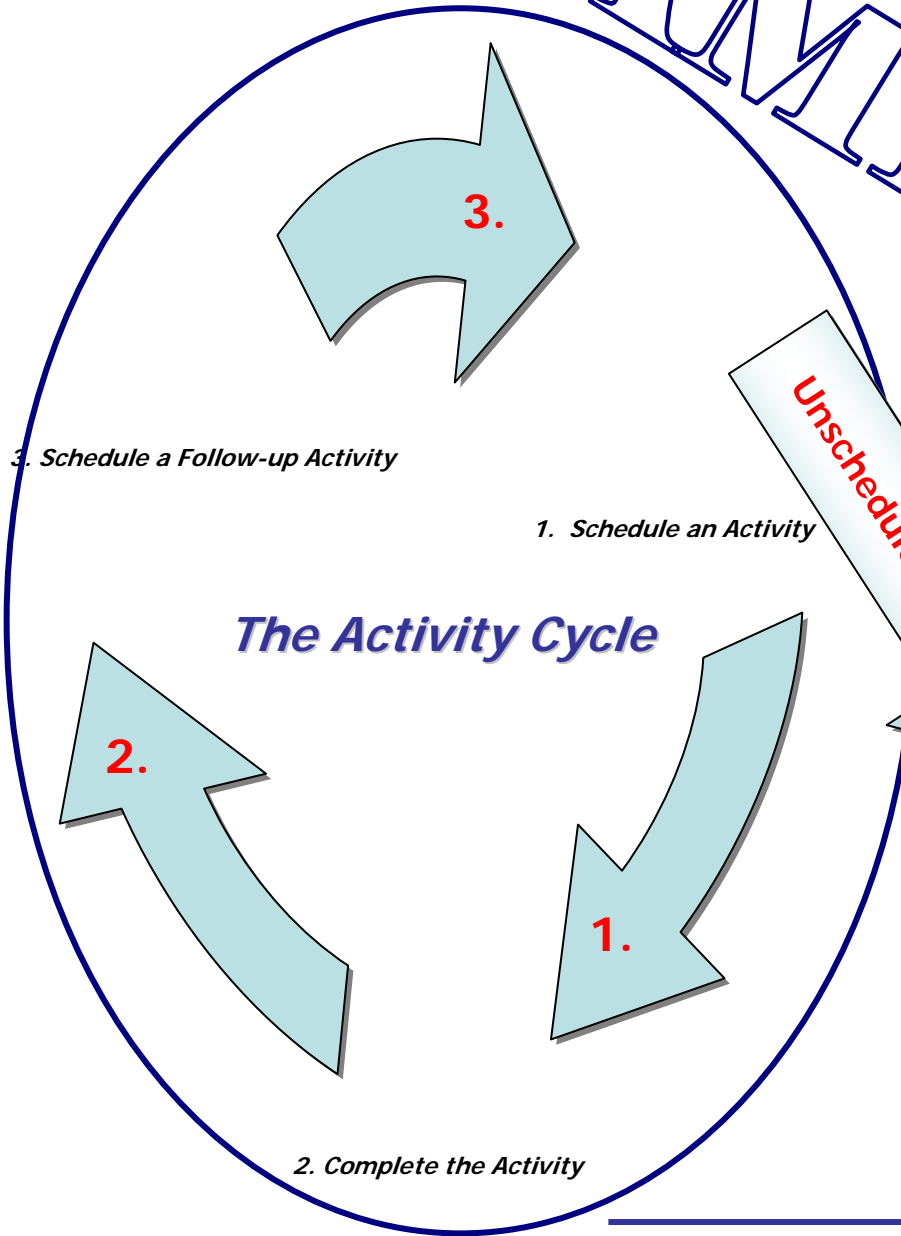 3.
3. Schedule a Follow-up Activity
1. Schedule an Activity
The Activity Cycle
2.
1.
2. Complete the Activity